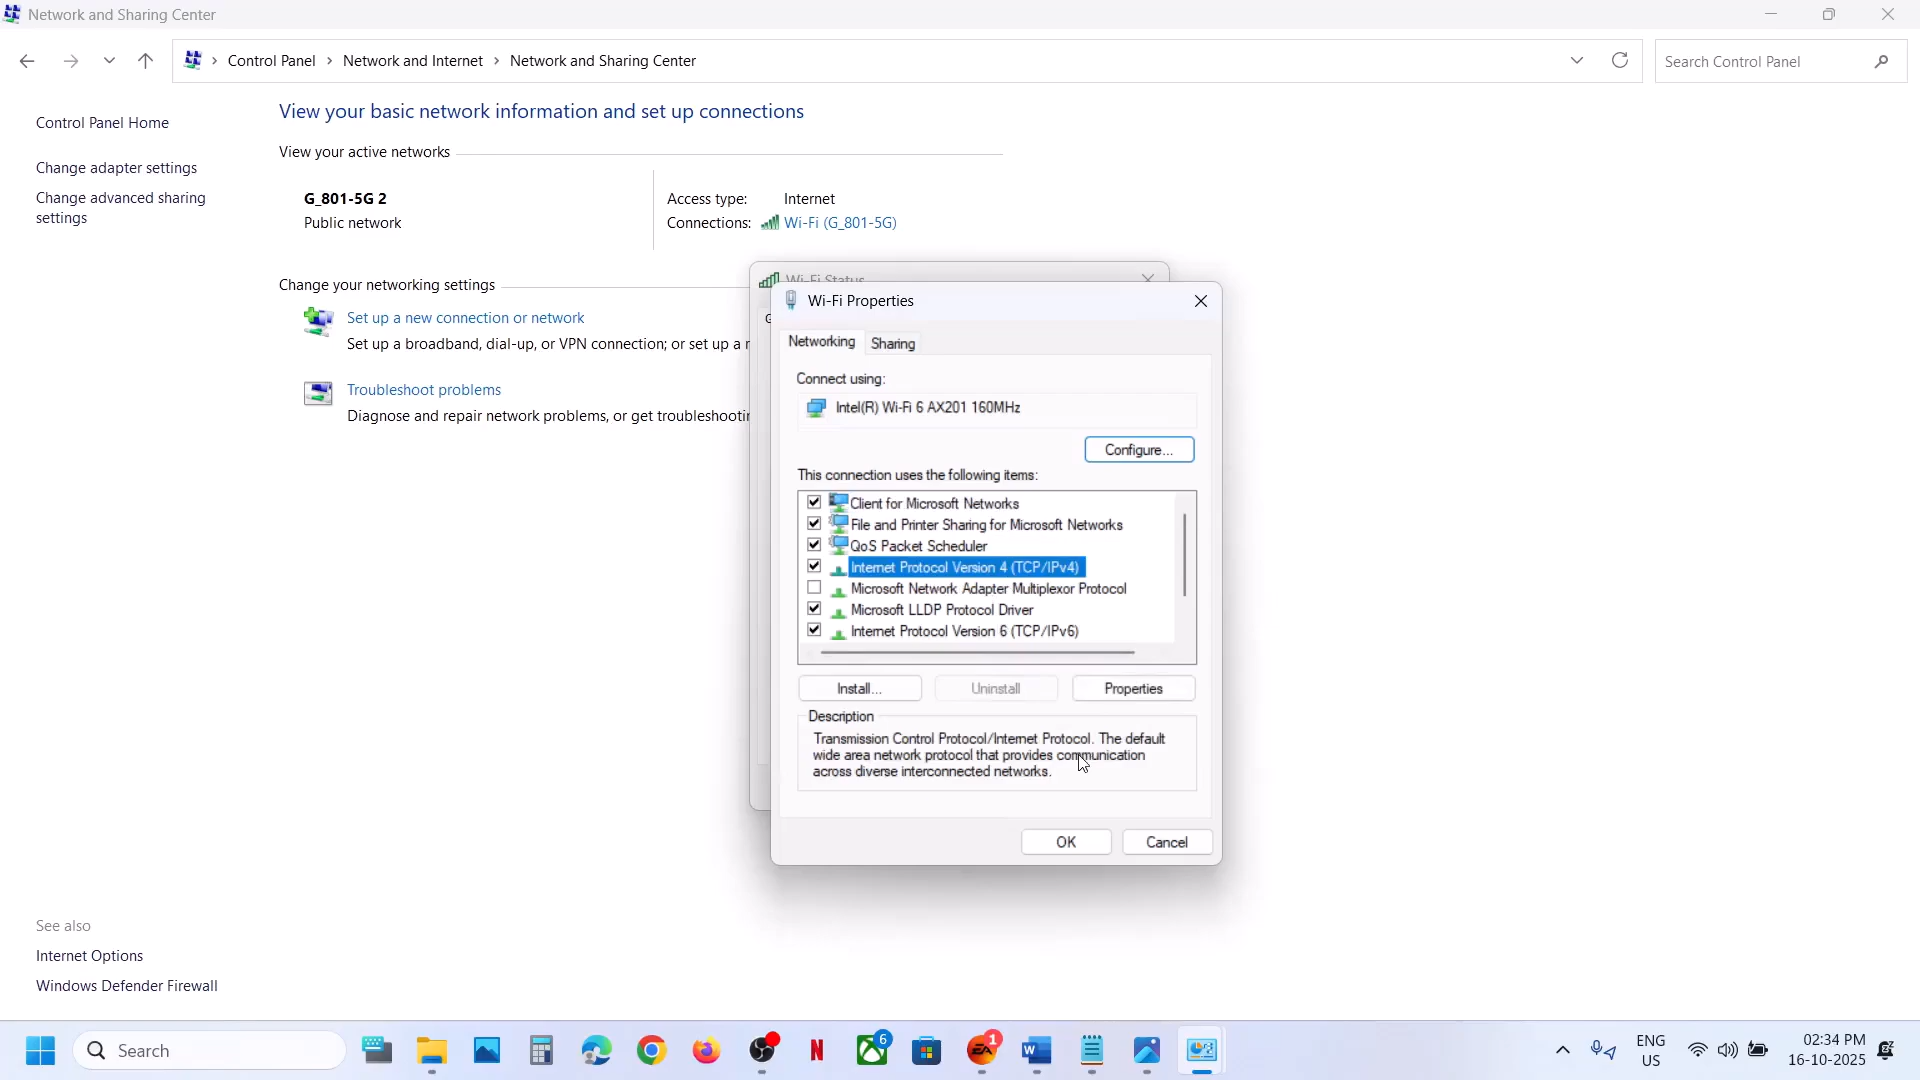 Network and Sharing Center
Control Panel > Network and Internet > Network and Sharing Center
Search Control Panel
Control Panel Home
Change adapter settings
Change advanced sharing
settings
View your basic network information and set up connections
View your active networks
G_801-5G 2
Public network
Access type: Internet
Connections: Wi-Fi (G_801-5G)
Change your networking settings
Set up a new connection or network
Set up a broadband, dial-up, or VPN connection; or set up a
Troubleshoot problems
Diagnose and repair network problems, or get
Wi-Fi Status
Wi-Fi Properties
Networking
Sharing
Connect using:
Intel(R) Wi-Fi 6 AX201 160MHz
Configure...
This connection uses the following items:
Client for Microsoft Networks
File and Printer Sharing for Microsoft Networks
QoS Packet Scheduler
Internet Protocol Version 4 (TCP/IPv4)
Microsoft Network Adapter Multiplexor Protocol
Microsoft LLDP Protocol Driver
Internet Protocol Version 6 (TCP/IPv6)
Install...
Uninstall
Properties
Description
Transmission Control Protocol/Internet Protocol. The default
wide area network protocol that provides communication
across diverse interconnected networks.
OK
Cancel
See also
Internet Options
Windows Defender Firewall
Search
6
1
ENG
US
02:34 PM
16-10-2025